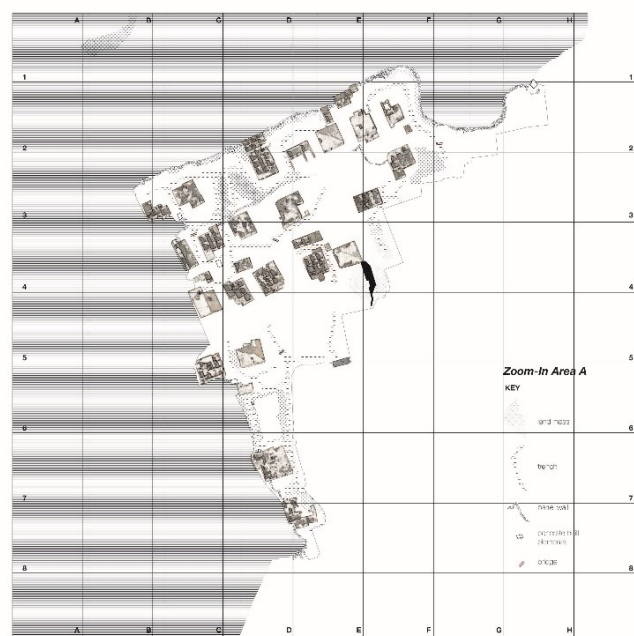 A B C D E F G H
1 1
2 2
3 3
4 4
5 5
6 6
7 7
8 8
A B C D E F G H
Zoom-In Area A
KEY
land mass
trench
bridge